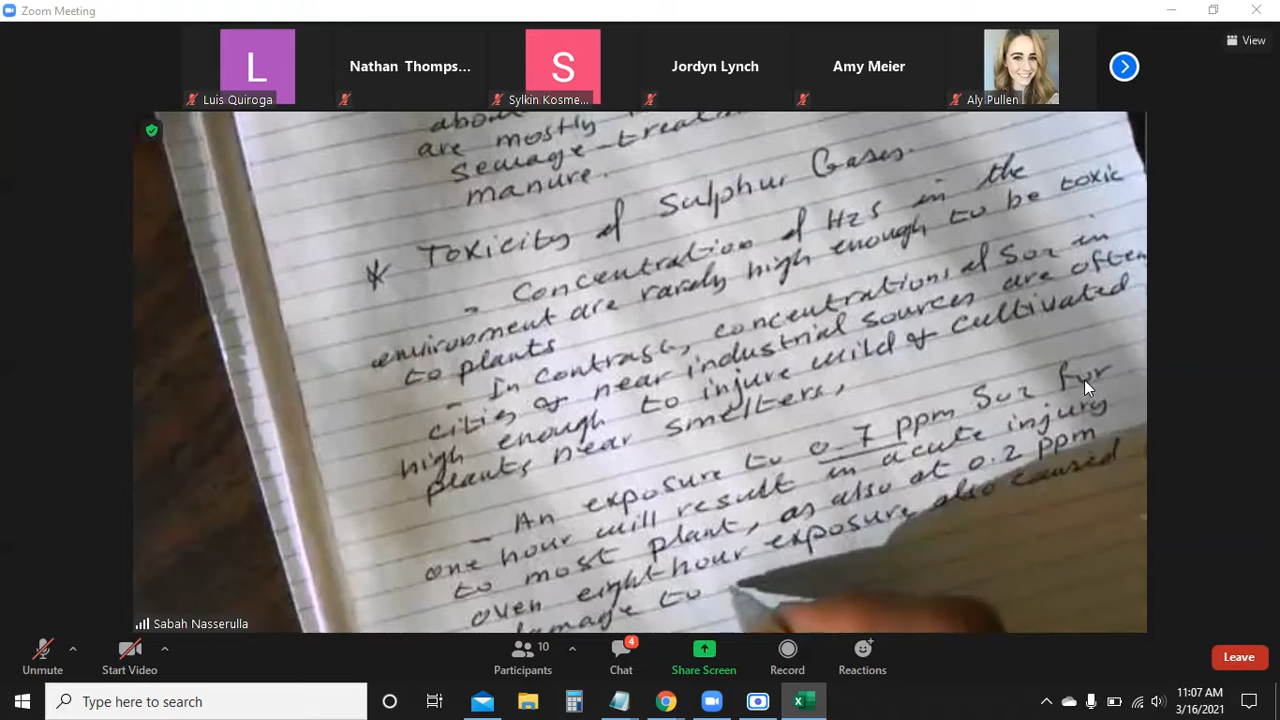 Zoom Meeting
View
L
Luis Quiroga
Nathan Thomps...
S
Sylkin Kosme...
Jordyn Lynch
Amy Meier
Aly Pullen
are mostly
sewage-treat
manure.
* Toxicity of Sulphur Gases.
- Concentration of H2S in the
environment are rarely high enough to be toxic
to plants
- In contrast, concentrations of SO2 in
cities & near industrial sources are often
high enough to injure wild & cultivated
plants near smelters,
- An exposure to 0.7 ppm SO2 for
one hour will result in acute injury
to most plant, as also at 0.2 ppm
over eight-hour exposure also caused
damage to
Sabah Nasserulla
Unmute
Start Video
10
Participants
4
Chat
Share Screen
Record
Reactions
Leave
Type here to search
11:07 AM
3/16/2021